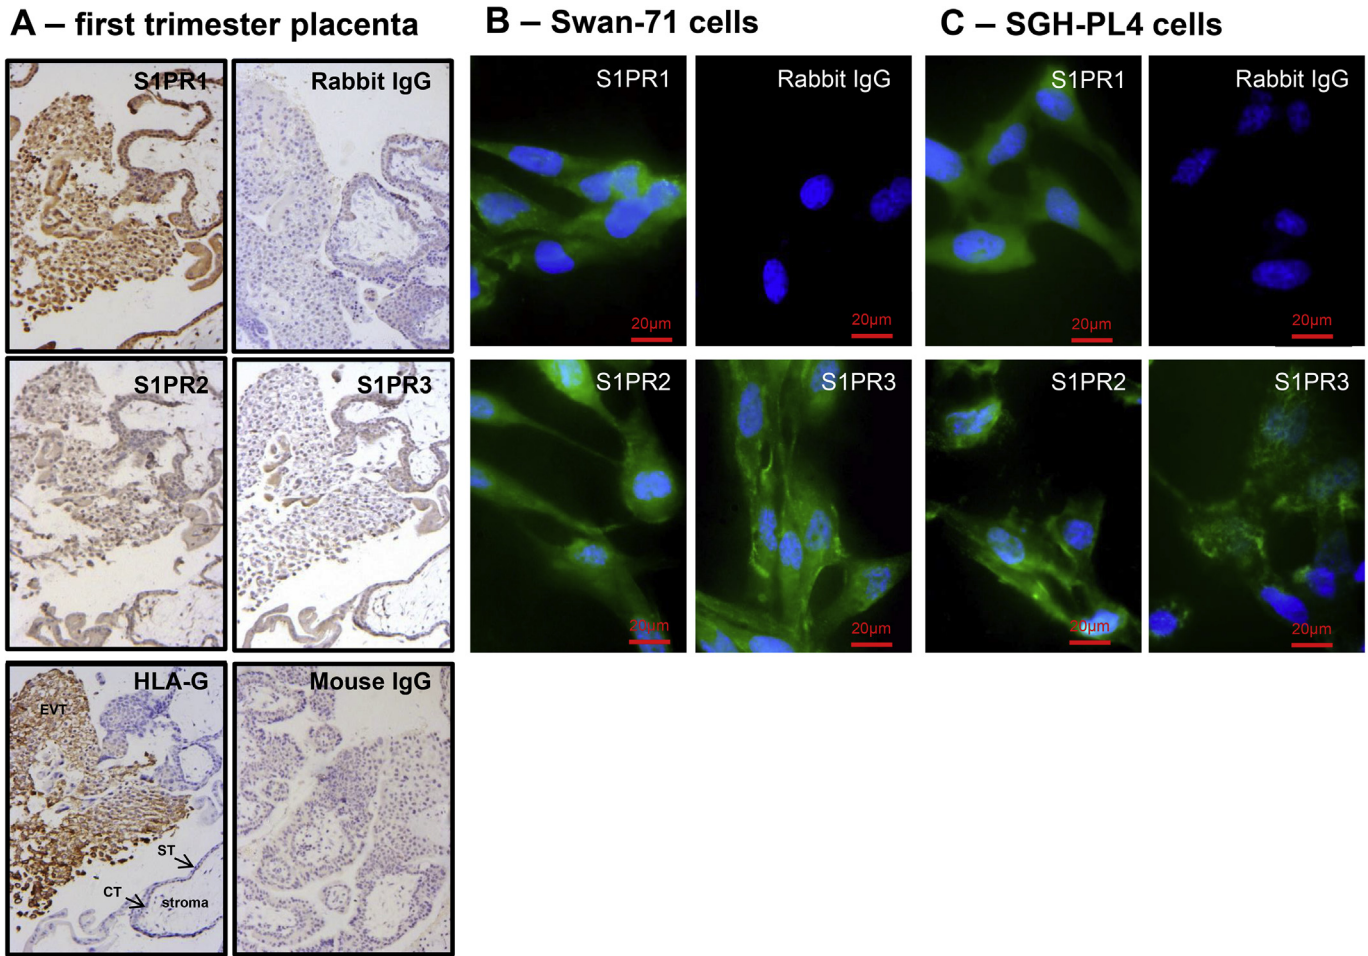 A – first trimester placenta
B – Swan-71 cells
C – SGH-PL4 cells
S1PR1
Rabbit IgG
S1PR1
Rabbit IgG
S1PR1
Rabbit IgG
20μm
20μm
20μm
20μm
S1PR2
S1PR3
S1PR2
S1PR3
S1PR2
S1PR3
20μm
20μm
20μm
20μm
HLA-G
Mouse IgG
EVT
ST
CT
stroma